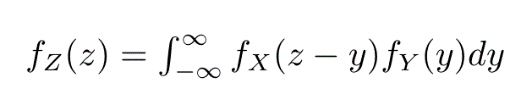 f_Z(z) = ∫_{-∞}^{∞} f_X(z − y) f_Y(y)dy